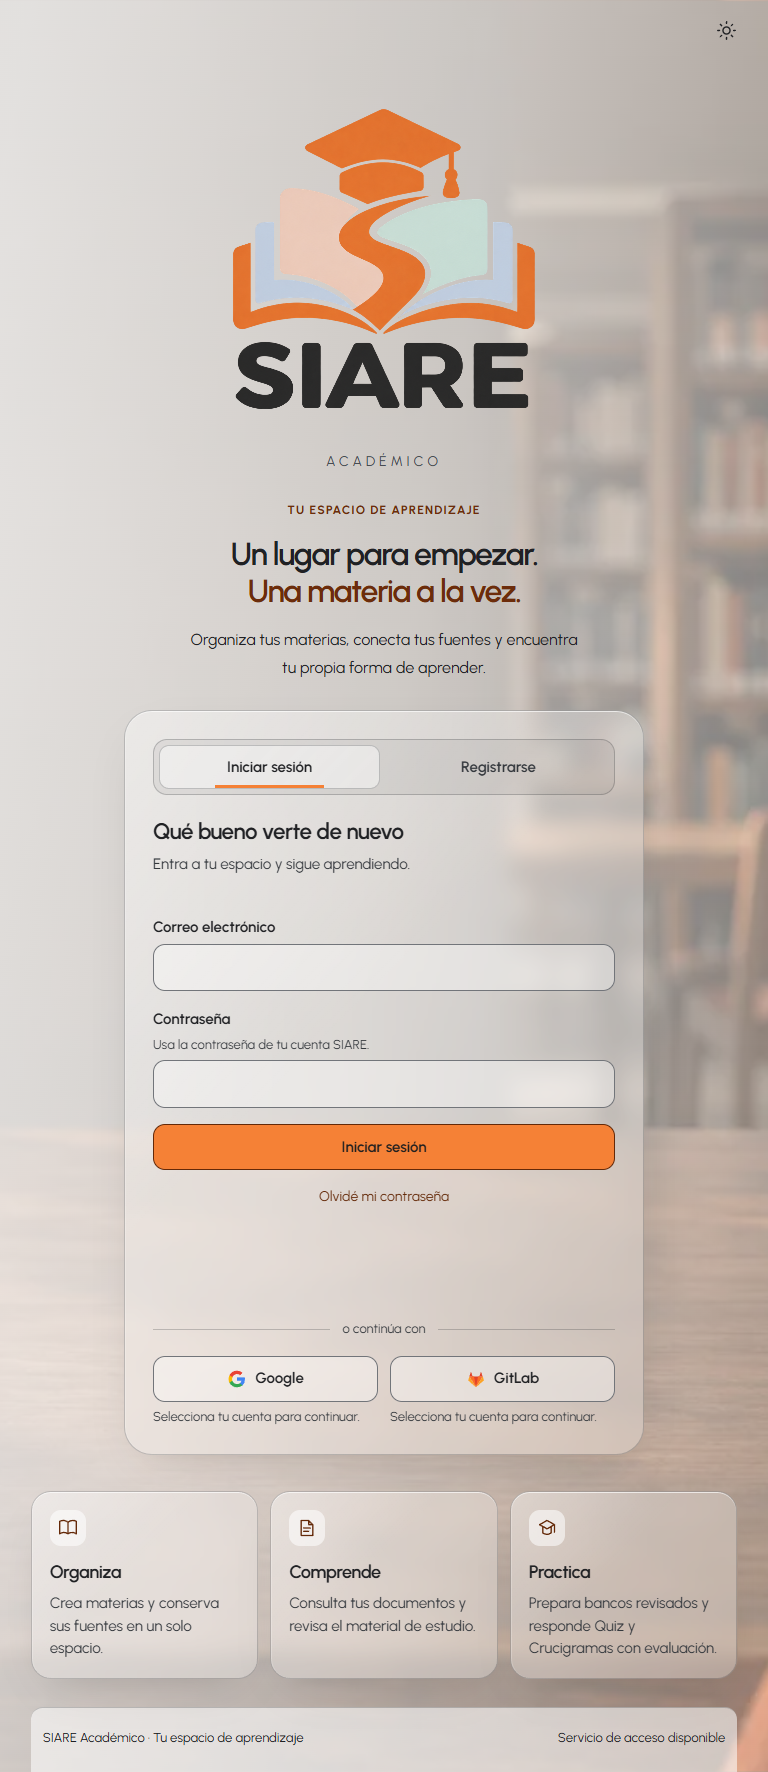 SIARE
ACADÉMICO
TU ESPACIO DE APRENDIZAJE
Un lugar para empezar.
Una materia a la vez.
Organiza tus materias, conecta tus fuentes y encuentra
tu propia forma de aprender.
Iniciar sesión
Registrarse
Qué bueno verte de nuevo
Entra a tu espacio y sigue aprendiendo.
Correo electrónico
Contraseña
Usa la contraseña de tu cuenta SIARE.
Iniciar sesión
Olvidé mi contraseña
o continúa con
Google
GitLab
Selecciona tu cuenta para continuar.
Selecciona tu cuenta para continuar.
Organiza
Crea materias y conserva
sus fuentes en un solo
espacio.
Comprende
Consulta tus documentos y
revisa el material de estudio.
Practica
Prepara bancos revisados y
responde Quiz y
Crucigramas con evaluación.
SIARE Académico · Tu espacio de aprendizaje
Servicio de acceso disponible